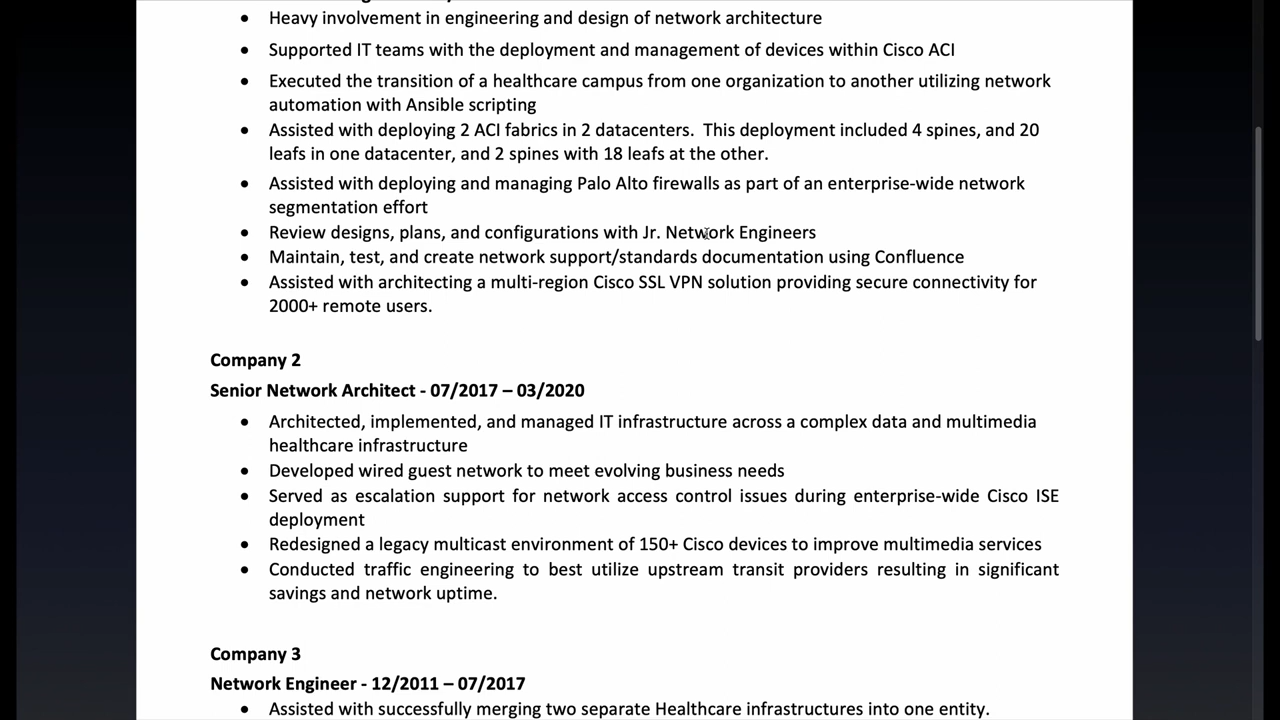 • Heavy involvement in engineering and design of network architecture
• Supported IT teams with the deployment and management of devices within Cisco ACI
• Executed the transition of a healthcare campus from one organization to another utilizing network
automation with Ansible scripting
• Assisted with deploying 2 ACI fabrics in 2 datacenters.  This deployment included 4 spines, and 20
leafs in one datacenter, and 2 spines with 18 leafs at the other.
• Assisted with deploying and managing Palo Alto firewalls as part of an enterprise-wide network
segmentation effort
• Review designs, plans, and configurations with Jr. Network Engineers
• Maintain, test, and create network support/standards documentation using Confluence
• Assisted with architecting a multi-region Cisco SSL VPN solution providing secure connectivity for
2000+ remote users.
Company 2
Senior Network Architect - 07/2017 – 03/2020
• Architected, implemented, and managed IT infrastructure across a complex data and multimedia
healthcare infrastructure
• Developed wired guest network to meet evolving business needs
• Served as escalation support for network access control issues during enterprise-wide Cisco ISE
deployment
• Redesigned a legacy multicast environment of 150+ Cisco devices to improve multimedia services
• Conducted traffic engineering to best utilize upstream transit providers resulting in significant
savings and network uptime.
Company 3
Network Engineer - 12/2011 – 07/2017
• Assisted with successfully merging two separate Healthcare infrastructures into one entity.